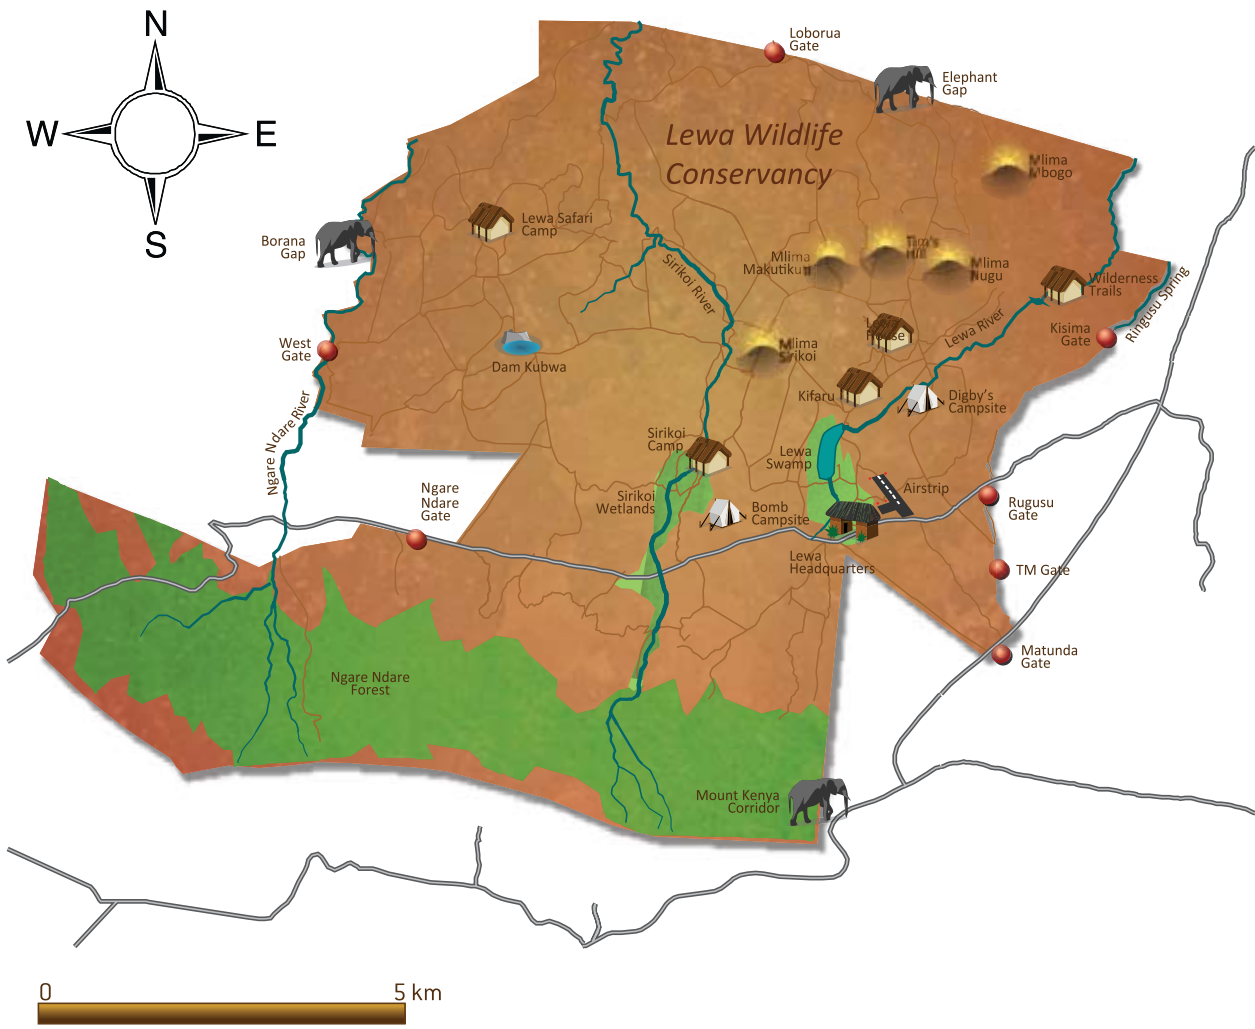 N
W
E
S
Loborua
Gate
Elephant
Gap
Lewa Wildlife
Conservancy
Mlima
Mbogo
Lewa Safari
Camp
Borana
Gap
Tim's
Hill
Mlima
Makutikuti
Mlima
Nugu
Sirikoi River
Wilderness
Trails
Ringusu Spring
Kisima
Gate
Lewa River
West
Gate
Dam Kubwa
Mlima
Sirikoi
Kifaru
Digby's
Campsite
Ngare Ndare River
Sirikoi
Camp
Lewa
Swamp
Ngare
Ndare
Gate
Sirikoi
Wetlands
Airstrip
Bomb
Campsite
Rugusu
Gate
Lewa
Headquarters
TM Gate
Matunda
Gate
Ngare Ndare
Forest
Mount Kenya
Corridor
0
5 km